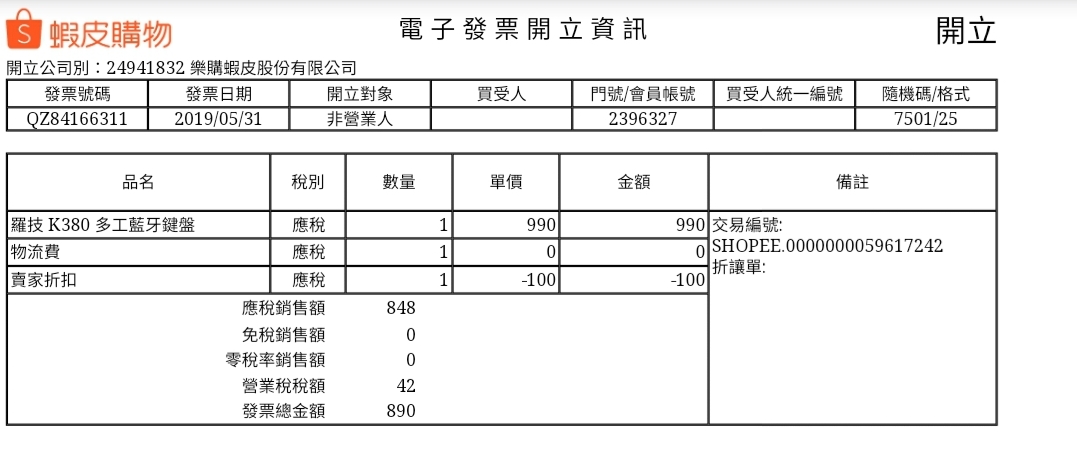 蝦皮購物
電子發票開立資訊
開立
開立公司別：24941832 樂購蝦皮股份有限公司
發票號碼 發票日期 開立對象 買受人 門號/會員帳號 買受人統一編號 隨機碼/格式
QZ84166311 2019/05/31 非營業人 2396327 7501/25
品名 稅別 數量 單價 金額 備註
羅技 K380 多工藍牙鍵盤 應稅 1 990 990 交易編號:
物流費 應稅 1 0 0 SHOPEE.0000000059617242
折讓單:
賣家折扣 應稅 1 -100 -100
應稅銷售額 848
免稅銷售額 0
零稅率銷售額 0
營業稅稅額 42
發票總金額 890